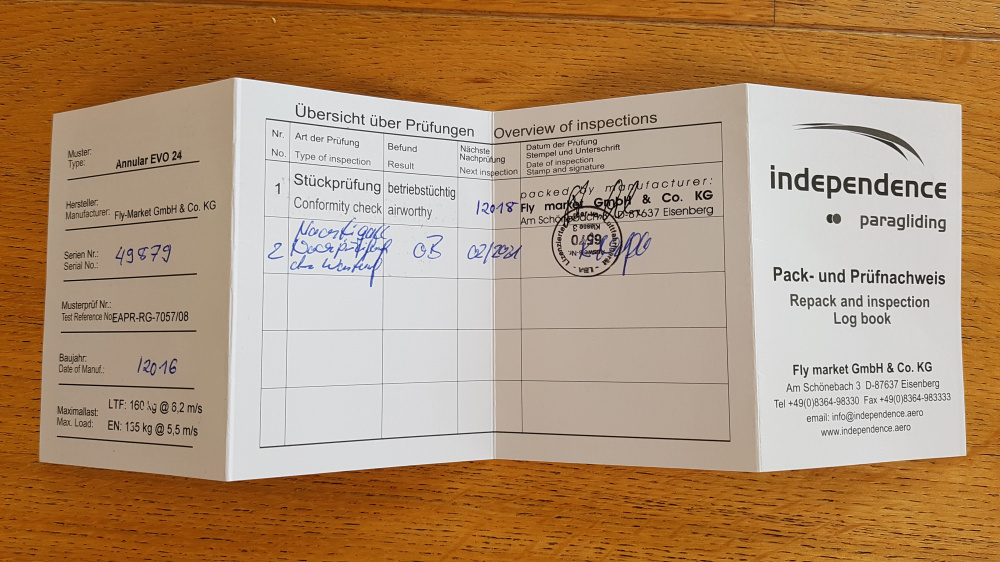 Muster:
Type: Annular EVO 24
Hersteller:
Manufacturer: Fly-Market GmbH & Co. KG
Serien Nr.:
Serial No.: 49879
Musterprüf Nr.:
Test Reference No EAPR-RG-7057/08
Baujahr:
Date of Manuf.: /2016
Maximallast: LTF: 160 kg @ 6,2 m/s
Max. Load: EN: 135 kg @ 5,5 m/s
Übersicht über Prüfungen
Overview of inspections
Nr.
No.
Art der Prüfung
Type of inspection
Befund
Result
Nächste
Nachprüfung
Next inspection
Datum der Prüfung
Stempel und Unterschrift
Date of inspection
Stamp and signature
1
Stückprüfung
Conformity check
betriebstüchtig
airworthy
/2018
packed by manufacturer:
Fly market GmbH & Co. KG
Am Schönebach D-87637 Eisenberg
2
OB
02/2021
Klasse 3
independence
paragliding
Pack- und Prüfnachweis
Repack and inspection
Log book
Fly market GmbH & Co. KG
Am Schönebach 3 D-87637 Eisenberg
Tel +49(0)8364-98330 Fax +49(0)8364-983333
email: info@independence.aero
www.independence.aero